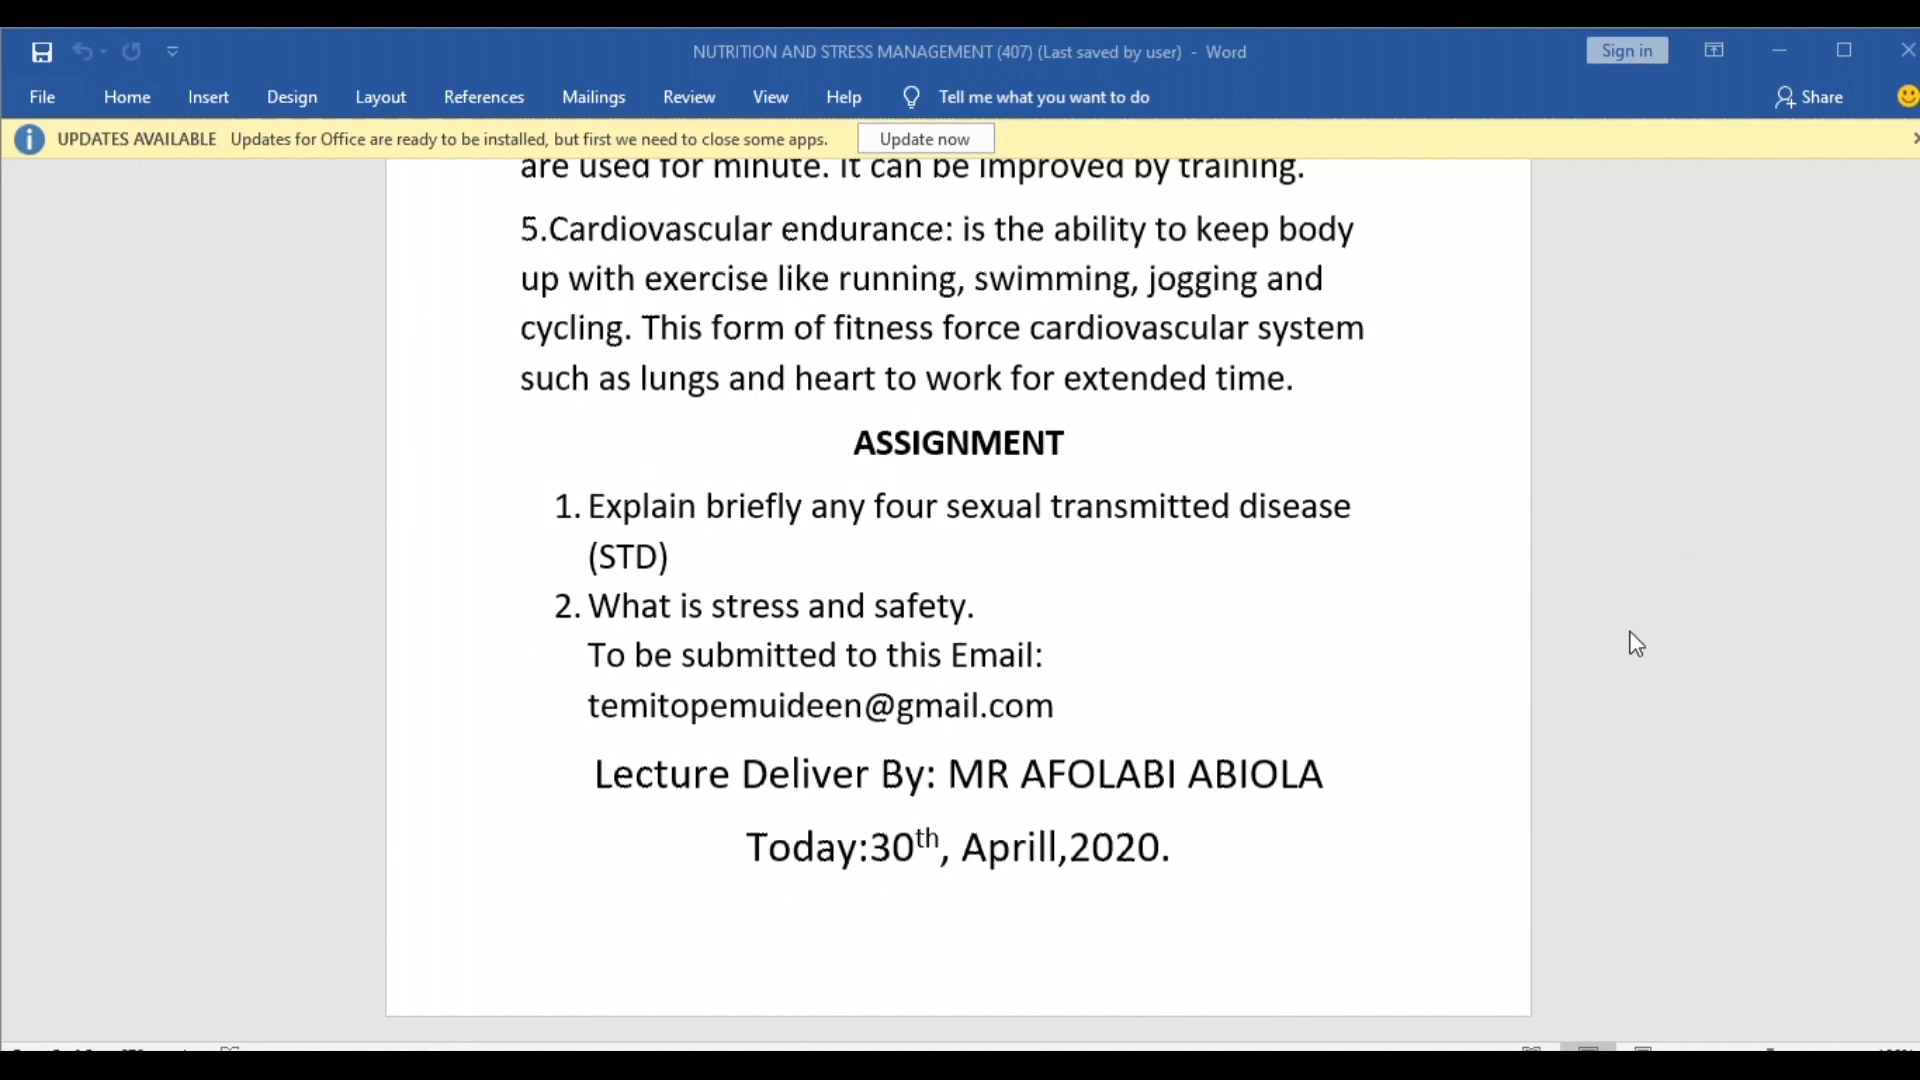 NUTRITION AND STRESS MANAGEMENT (407) (Last saved by user) - Word
Sign in
File Home Insert Design Layout References Mailings Review View Help Tell me what you want to do Share
UPDATES AVAILABLE Updates for Office are ready to be installed, but first we need to close some apps. Update now
are used for minute. It can be improved by training.
5.Cardiovascular endurance: is the ability to keep body
up with exercise like running, swimming, jogging and
cycling. This form of fitness force cardiovascular system
such as lungs and heart to work for extended time.
ASSIGNMENT
1. Explain briefly any four sexual transmitted disease
(STD)
2. What is stress and safety.
To be submitted to this Email:
temitopemuideen@gmail.com
Lecture Deliver By: MR AFOLABI ABIOLA
Today:30th, Aprill,2020.